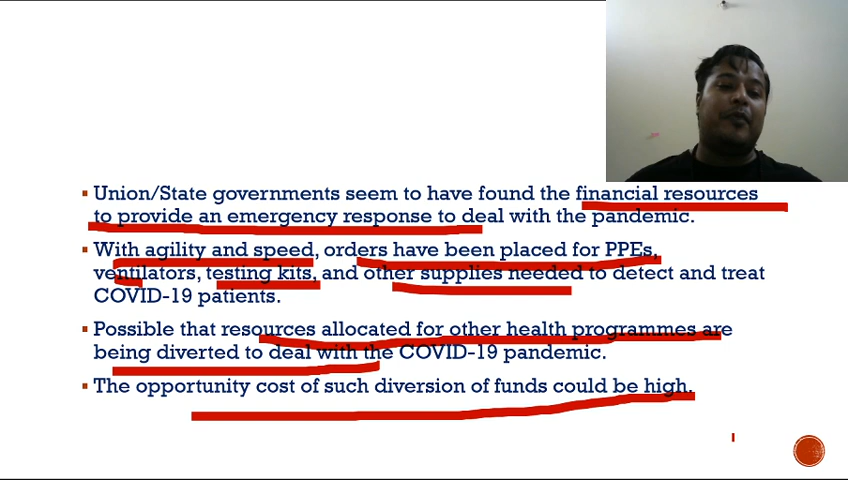 Union/State governments seem to have found the financial resources
to provide an emergency response to deal with the pandemic.
With agility and speed, orders have been placed for PPEs,
ventilators, testing kits, and other supplies needed to detect and treat
COVID-19 patients.
Possible that resources allocated for other health programmes are
being diverted to deal with the COVID-19 pandemic.
The opportunity cost of such diversion of funds could be high.